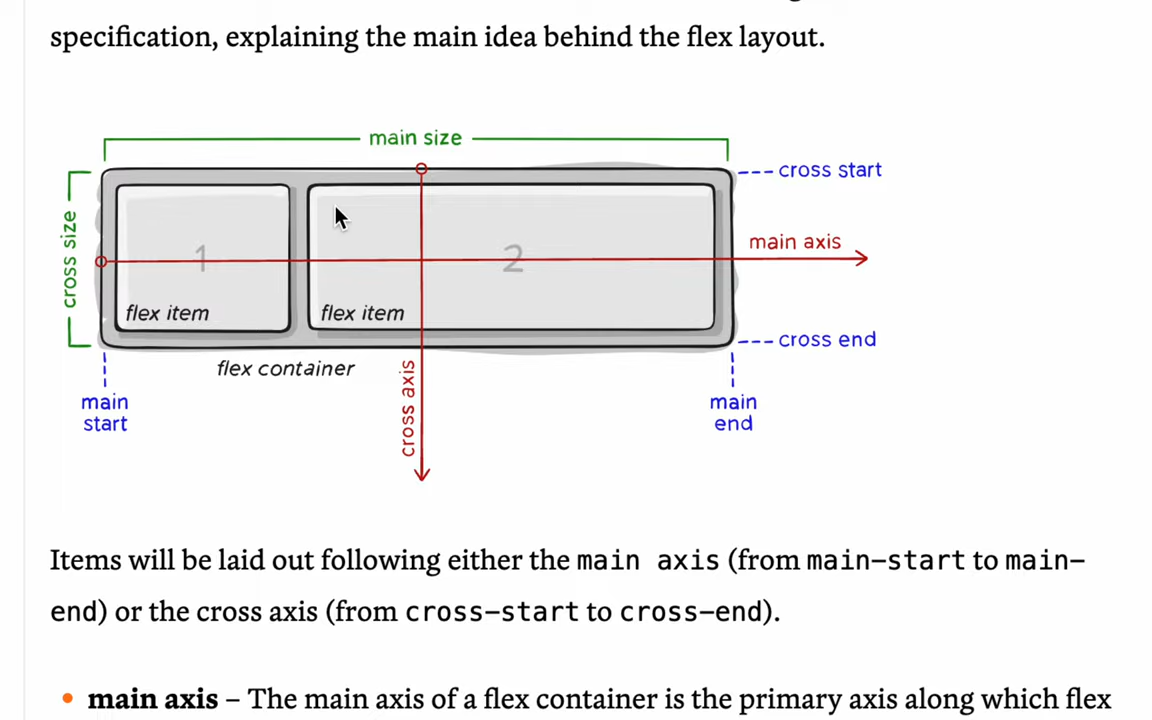 specification, explaining the main idea behind the flex layout.
main size
cross start
cross size
main axis
1
2
flex item
flex item
cross end
flex container
cross axis
main
start
main
end
Items will be laid out following either the main axis (from main-start to main-
end) or the cross axis (from cross-start to cross-end).
• main axis – The main axis of a flex container is the primary axis along which flex